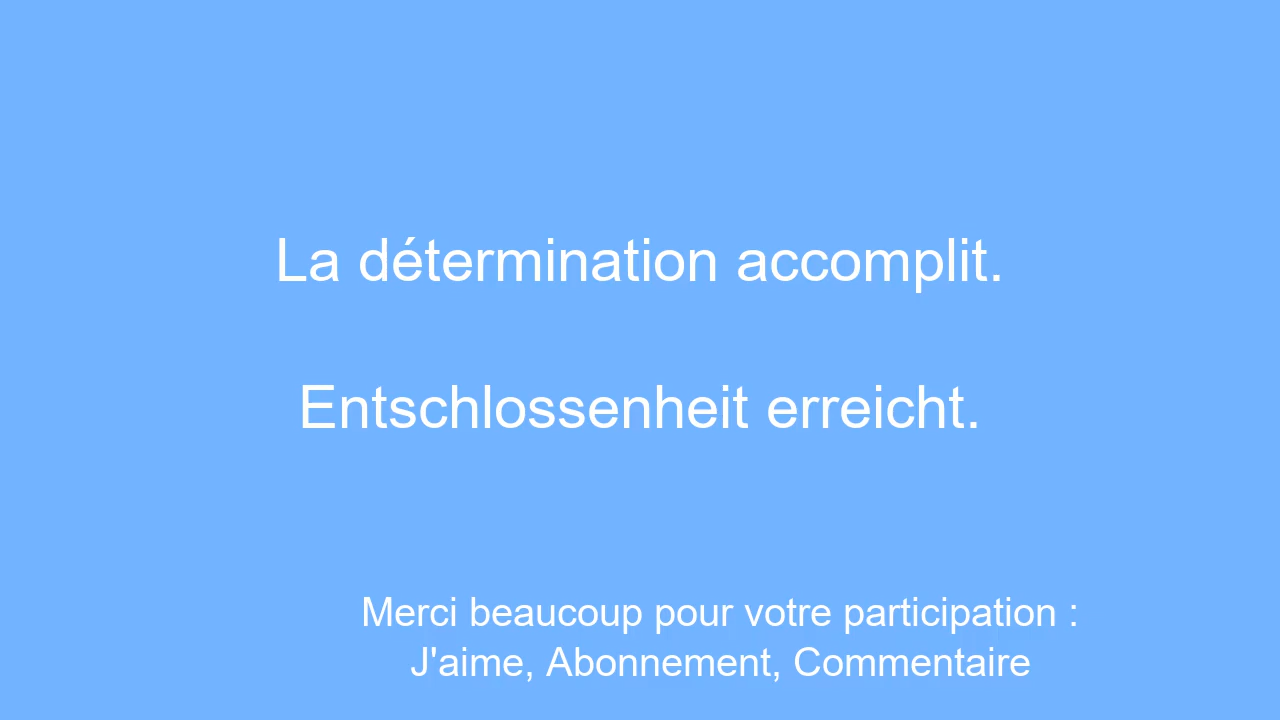 La détermination accomplit.
Entschlossenheit erreicht.
Merci beaucoup pour votre participation :
J'aime, Abonnement, Commentaire